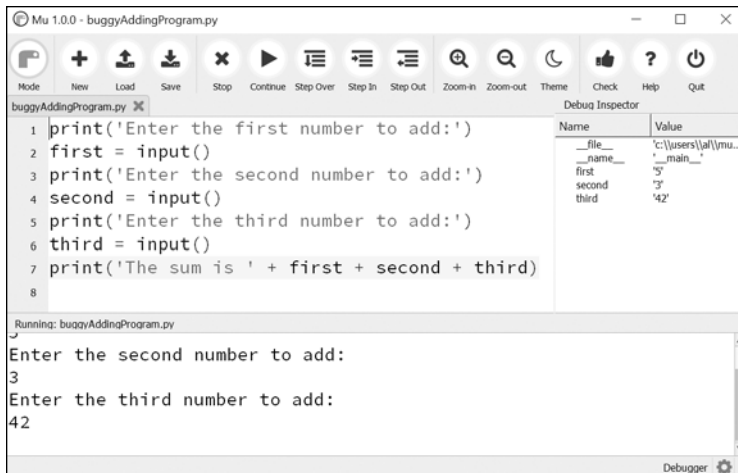 Mu 1.0.0 - buggyAddingProgram.py
Mode New Load Save Stop Continue Step Over Step In Step Out Zoom-in Zoom-out Theme Check Help Quit
buggyAddingProgram.py
Debug Inspector
Name Value
__file__ 'c:\\users\\al\\mu...
__name__ '__main__'
first '5'
second '3'
third '42'
1 print('Enter the first number to add:')
2 first = input()
3 print('Enter the second number to add:')
4 second = input()
5 print('Enter the third number to add:')
6 third = input()
7 print('The sum is ' + first + second + third)
8
Running: buggyAddingProgram.py
Enter the second number to add:
3
Enter the third number to add:
42
Debugger